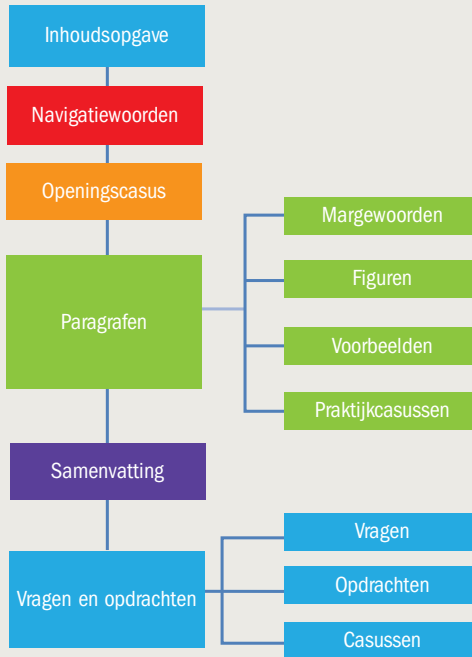 Inhoudsopgave
Navigatiewoorden
Openingscasus
Paragrafen
Margewoorden
Figuren
Voorbeelden
Praktijkcasussen
Samenvatting
Vragen en opdrachten
Vragen
Opdrachten
Casussen